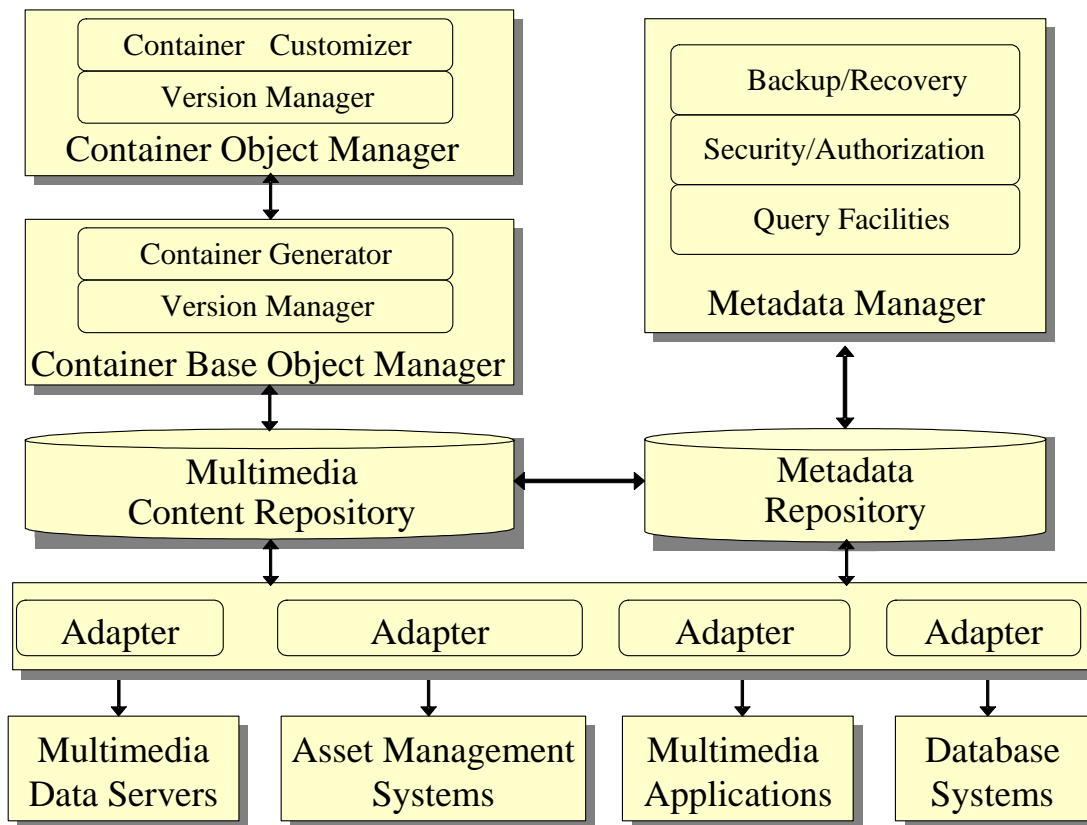 Container Customizer
Version Manager
Container Object Manager
Container Generator
Version Manager
Container Base Object Manager
Backup/Recovery
Security/Authorization
Query Facilities
Metadata Manager
Multimedia
Content Repository
Metadata
Repository
Adapter
Adapter
Adapter
Adapter
Multimedia
Data Servers
Asset Management
Systems
Multimedia
Applications
Database
Systems